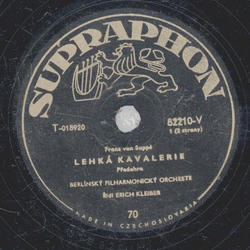 SUPRAPHON
T-018920
82210-V
1 (2 strany)
Franz von Suppé
LEHKÁ KAVALERIE
Předehra
BERLÍNSKÝ FILHARMONICKÝ ORCHESTR
Řídí ERICH KLEIBER
70
MADE IN CZECHOSLOVAKIA